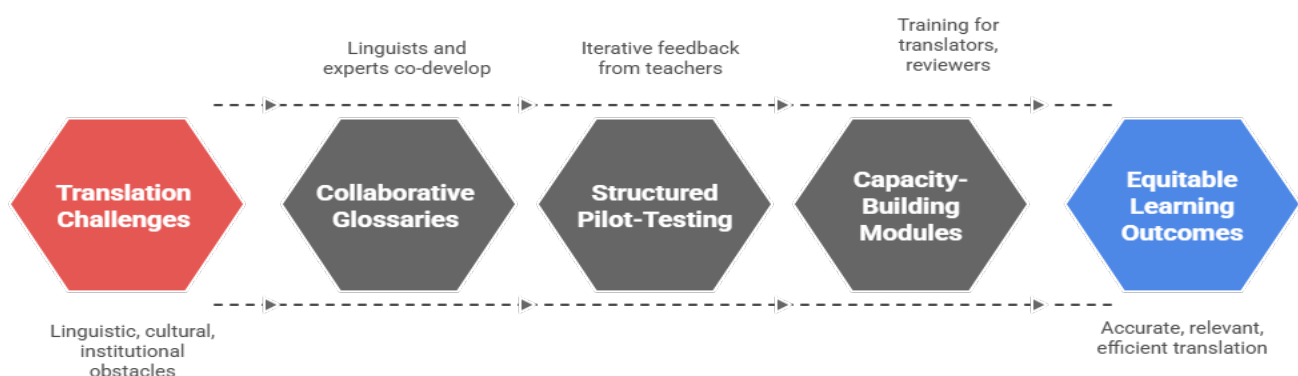 Linguists and
experts co-develop
Iterative feedback
from teachers
Training for
translators,
reviewers
Translation
Challenges
Collaborative
Glossaries
Structured
Pilot-Testing
Capacity-
Building
Modules
Equitable
Learning
Outcomes
Linguistic, cultural,
institutional
obstacles
Accurate, relevant,
efficient translation